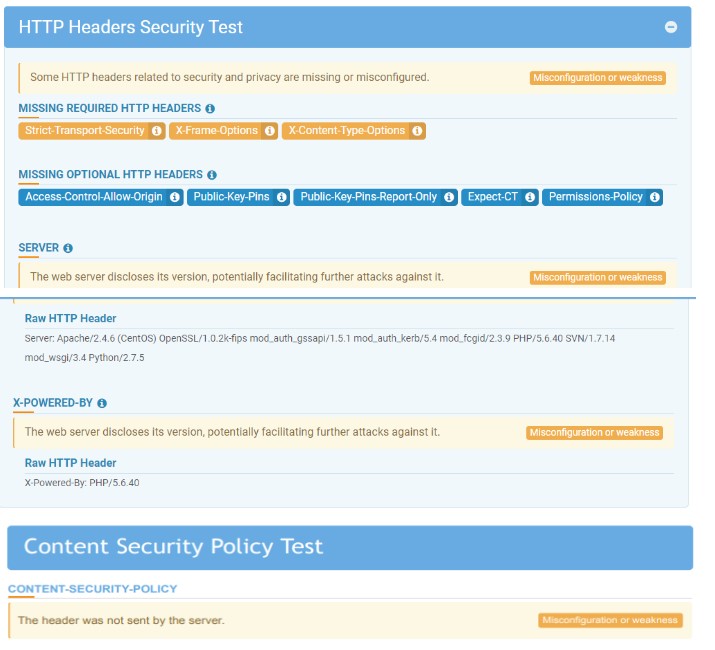 HTTP Headers Security Test
Some HTTP headers related to security and privacy are missing or misconfigured. Misconfiguration or weakness
MISSING REQUIRED HTTP HEADERS
Strict-Transport-Security X-Frame-Options X-Content-Type-Options
MISSING OPTIONAL HTTP HEADERS
Access-Control-Allow-Origin Public-Key-Pins Public-Key-Pins-Report-Only Expect-CT Permissions-Policy
SERVER
The web server discloses its version, potentially facilitating further attacks against it. Misconfiguration or weakness
Raw HTTP Header
Server: Apache/2.4.6 (CentOS) OpenSSL/1.0.2k-fips mod_auth_gssapi/1.5.1 mod_auth_kerb/5.4 mod_fcgid/2.3.9 PHP/5.6.40 SVN/1.7.14
mod_wsgi/3.4 Python/2.7.5
X-POWERED-BY
The web server discloses its version, potentially facilitating further attacks against it. Misconfiguration or weakness
Raw HTTP Header
X-Powered-By: PHP/5.6.40
Content Security Policy Test
CONTENT-SECURITY-POLICY
The header was not sent by the server. Misconfiguration or weakness